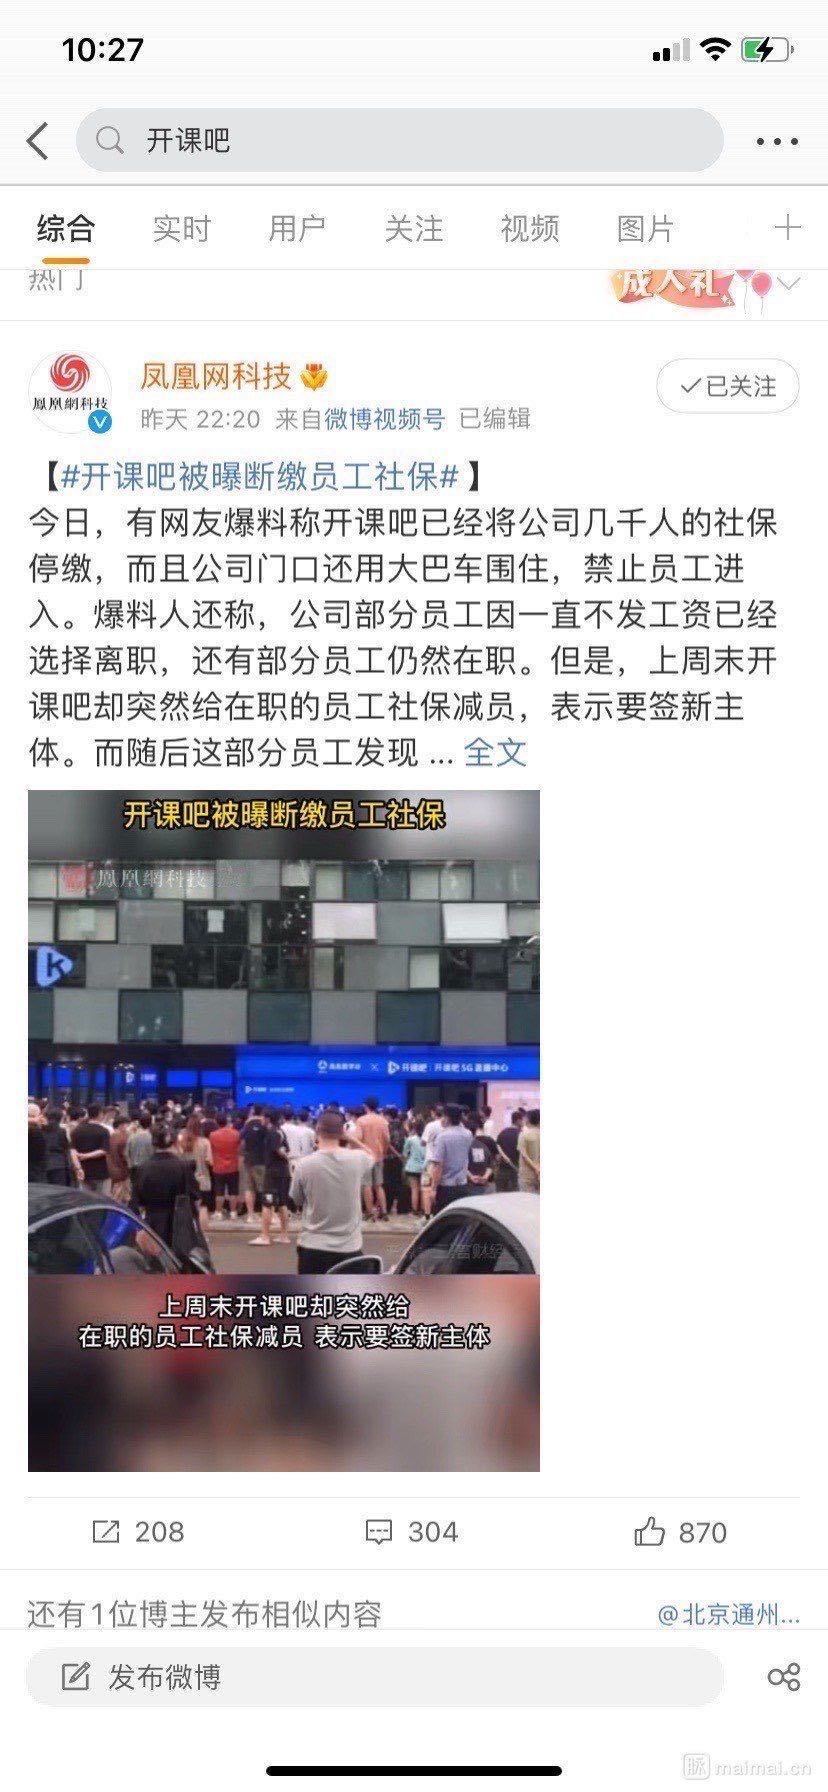 10:27
开课吧
综合 实时 用户 关注 视频 图片
热门
成人礼
凤凰网科技
鳳凰網科技
已关注
昨天 22:20 来自微博视频号 已编辑
【#开课吧被曝断缴员工社保#】
今日，有网友爆料称开课吧已经将公司几千人的社保
停缴，而且公司门口还用大巴车围住，禁止员工进
入。爆料人还称，公司部分员工因一直不发工资已经
选择离职，还有部分员工仍然在职。但是，上周末开
课吧却突然给在职的员工社保减员，表示要签新主
体。而随后这部分员工发现 ... 全文
开课吧被曝断缴员工社保
鳳凰網科技
k
开课吧 开课吧5G直播中心
上周末开课吧却突然给
在职的员工社保减员 表示要签新主体
208 304 870
还有1位博主发布相似内容 @北京通州...
发布微博
脉 maimai.cn